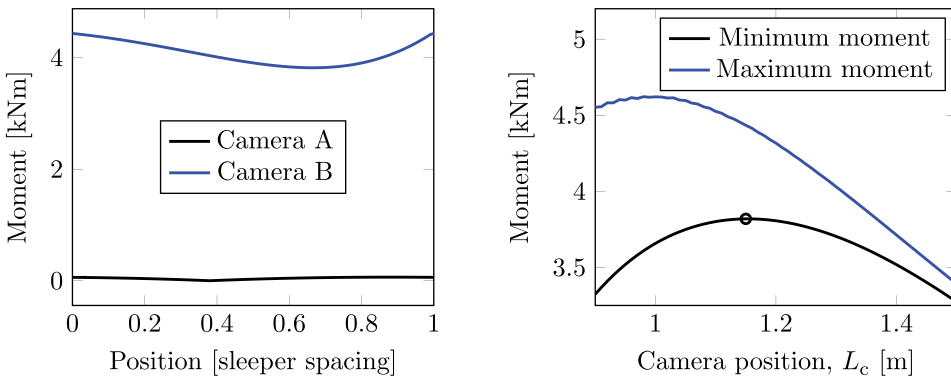 4
2
0
Moment [kNm]
Camera A
Camera B
0 0.2 0.4 0.6 0.8 1
Position [sleeper spacing]
5
4.5
4
3.5
Moment [kNm]
Minimum moment
Maximum moment
1 1.2 1.4
Camera position, L_c [m]